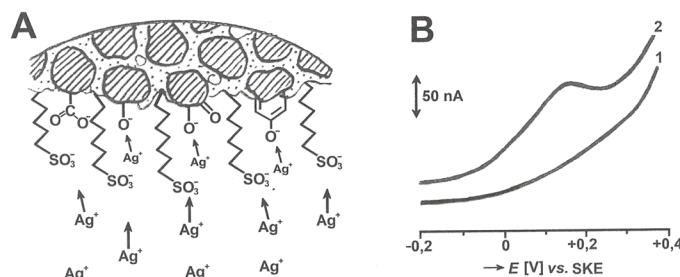 A
C
O
O⁻
O⁻
O
O⁻
O⁻
Ag⁺
Ag⁺
Ag⁺
SO₃⁻
SO₃⁻
SO₃⁻
SO₃⁻
SO₃⁻
Ag⁺
Ag⁺
Ag⁺
Ag⁺
Ag⁺
Ag⁺
Ag⁺
Ag⁺
B
2
1
50 nA
-0,2 0 +0,2 +0,4
→ E [V] vs. SKE